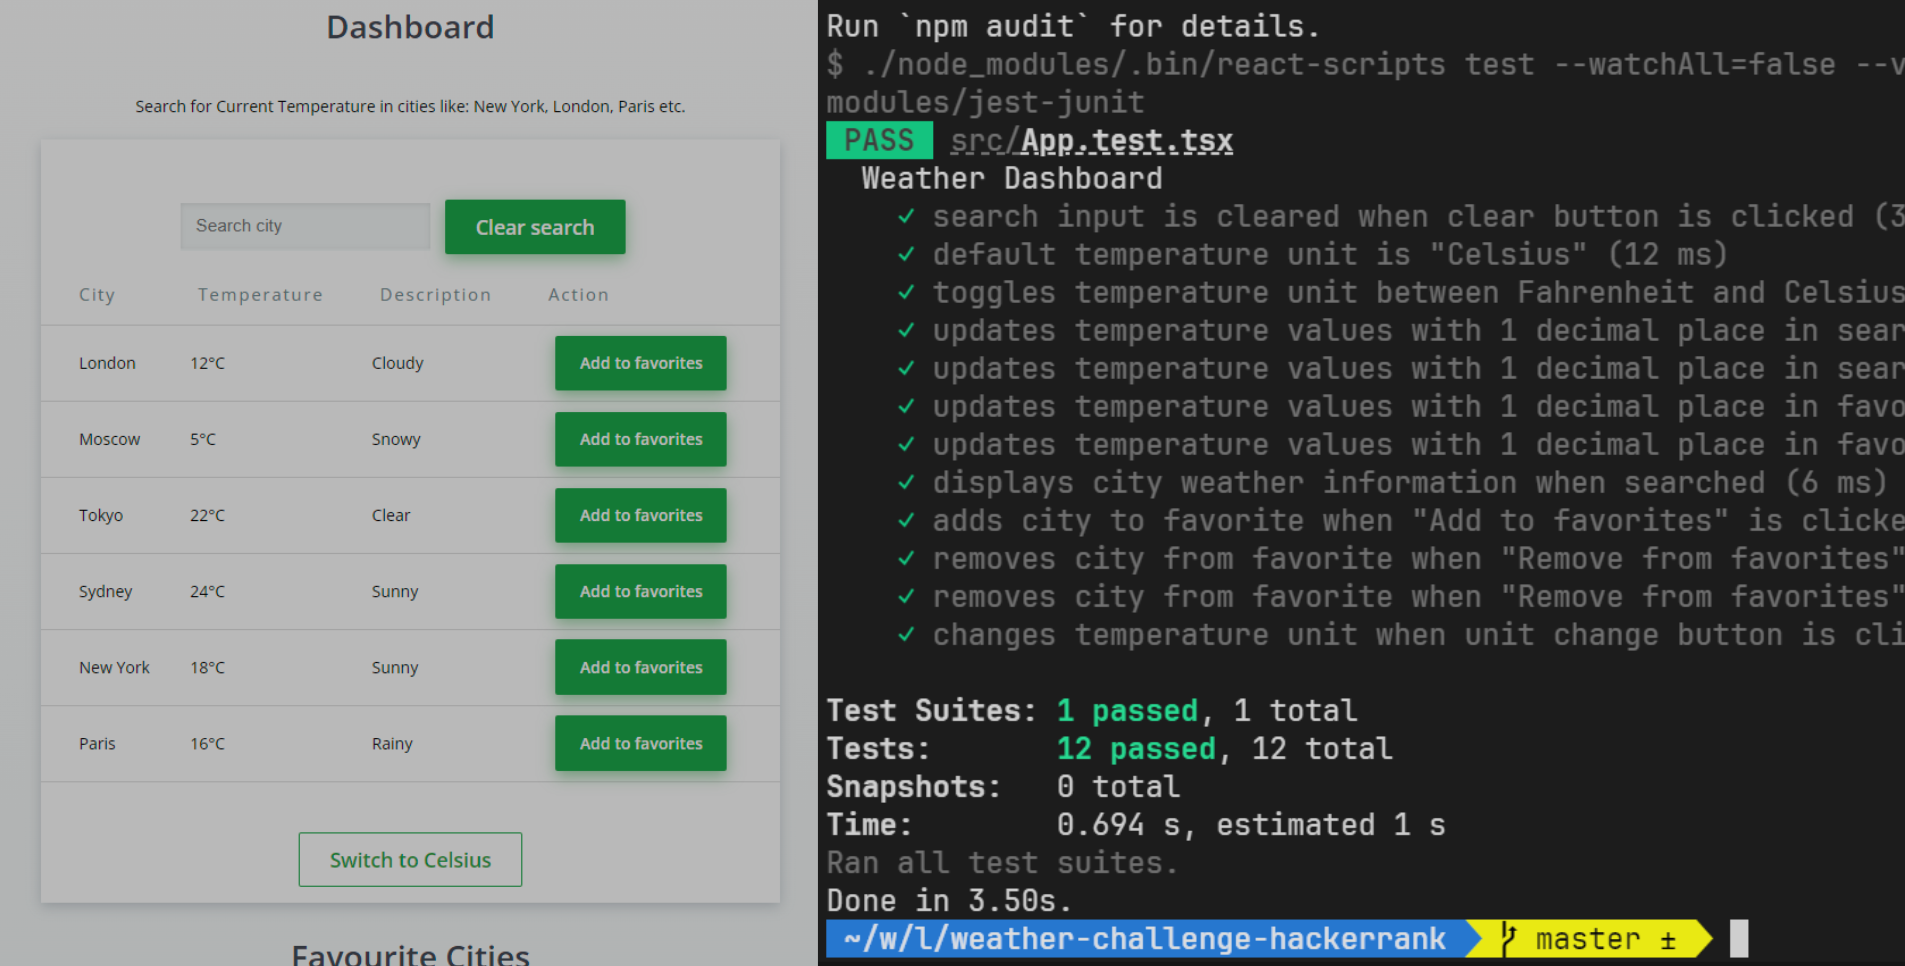 Dashboard
Search for Current Temperature in cities like: New York, London, Paris etc.
Search city
Clear search
City Temperature Description Action
London 12°C Cloudy Add to favorites
Moscow 5°C Snowy Add to favorites
Tokyo 22°C Clear Add to favorites
Sydney 24°C Sunny Add to favorites
New York 18°C Sunny Add to favorites
Paris 16°C Rainy Add to favorites
Switch to Celsius
Favourite Cities
Run `npm audit` for details.
$ ./node_modules/.bin/react-scripts test --watchAll=false --v
modules/jest-junit
PASS src/App.test.tsx
Weather Dashboard
✓ search input is cleared when clear button is clicked (3
✓ default temperature unit is "Celsius" (12 ms)
✓ toggles temperature unit between Fahrenheit and Celsius
✓ updates temperature values with 1 decimal place in sear
✓ updates temperature values with 1 decimal place in sear
✓ updates temperature values with 1 decimal place in favo
✓ updates temperature values with 1 decimal place in favo
✓ displays city weather information when searched (6 ms)
✓ adds city to favorite when "Add to favorites" is clicke
✓ removes city from favorite when "Remove from favorites"
✓ removes city from favorite when "Remove from favorites"
✓ changes temperature unit when unit change button is cli
Test Suites: 1 passed, 1 total
Tests: 12 passed, 12 total
Snapshots: 0 total
Time: 0.694 s, estimated 1 s
Ran all test suites.
Done in 3.50s.
~/w/l/weather-challenge-hackerrank master ±